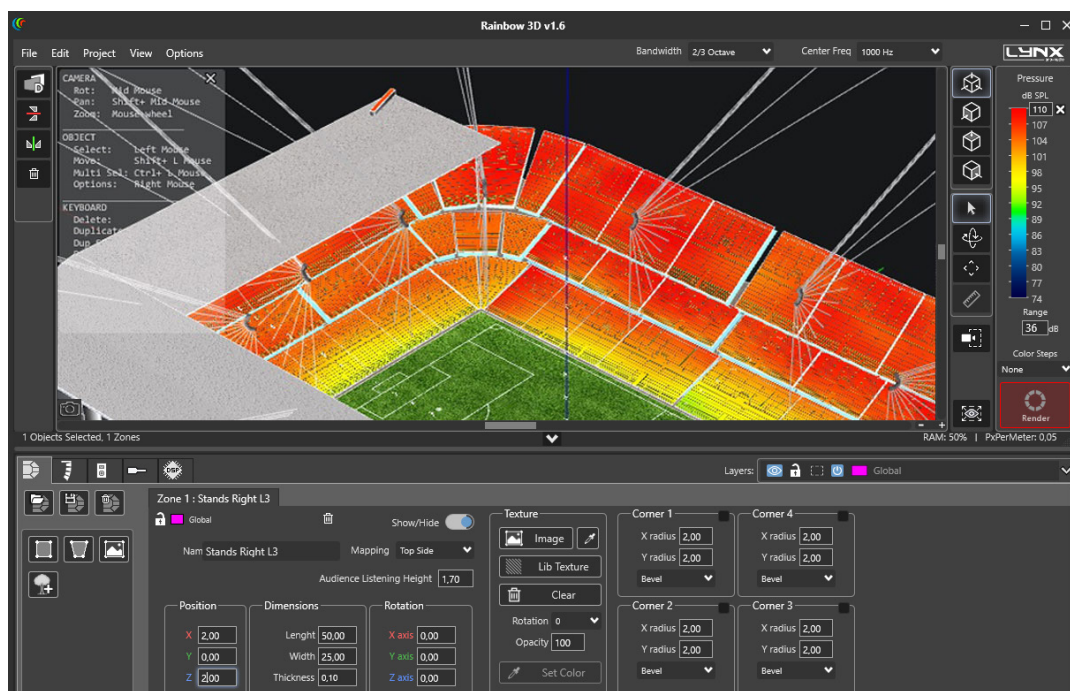 Rainbow 3D v1.6
File Edit Project View Options
Bandwidth 2/3 Octave Center Freq 1000 Hz
LYNX
CAMERA
Rot: Mid Mouse
Pan: Shift+ Mid Mouse
Zoom: Mouse wheel
OBJECT
Select: Left Mouse
Move: Shift+ L Mouse
Multi Sel: Ctrl+ L Mouse
Options: Right Mouse
KEYBOARD
Delete:
Duplicate
Dup
Pressure
dB SPL
110
107
104
101
98
95
92
89
86
83
80
77
74
Range
36 dB
Color Steps
None
Render
1 Objects Selected, 1 Zones
RAM: 50% | PxPerMeter: 0,05
DSP
Layers: Global
Zone 1 : Stands Right L3
Global
Show/Hide
Nam Stands Right L3
Mapping Top Side
Audience Listening Height 1,70
Position
X 2,00
Y 0,00
Z 2,00
Dimensions
Lenght 50,00
Width 25,00
Thickness 0,10
Rotation
X axis 0,00
Y axis 0,00
Z axis 0,00
Texture
Image
Lib Texture
Clear
Rotation 0
Opacity 100
Set Color
Corner 1
X radius 2,00
Y radius 2,00
Bevel
Corner 4
X radius 2,00
Y radius 2,00
Bevel
Corner 2
X radius 2,00
Y radius 2,00
Bevel
Corner 3
X radius 2,00
Y radius 2,00
Bevel